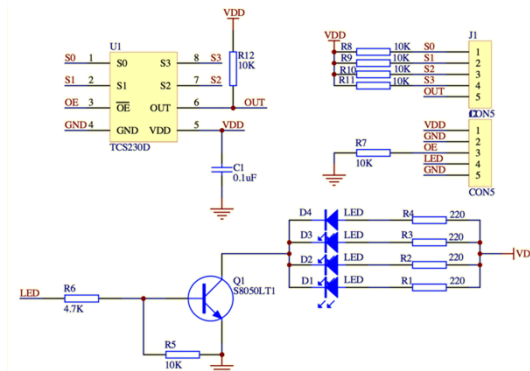 VDD
U1
R12
10K
S0 1 S0 S3 8 S3
S1 2 S1 S2 7 S2
OE 3 OE OUT 6 OUT
GND 4 GND VDD 5 VDD
TCS230D
C1
0.1uF
VDD
J1
R8 10K S0 1
R9 10K S1 2
R10 10K S2 3
R11 10K S3 4
OUT 5
CON5
VDD 1
GND 2
R7 OE 3
10K LED 4
GND 5
CON5
D4 LED R4 220
D3 LED R3 220
D2 LED R2 220
D1 LED R1 220
VD
Q1
S8050LT1
LED R6
4.7K
R5
10K